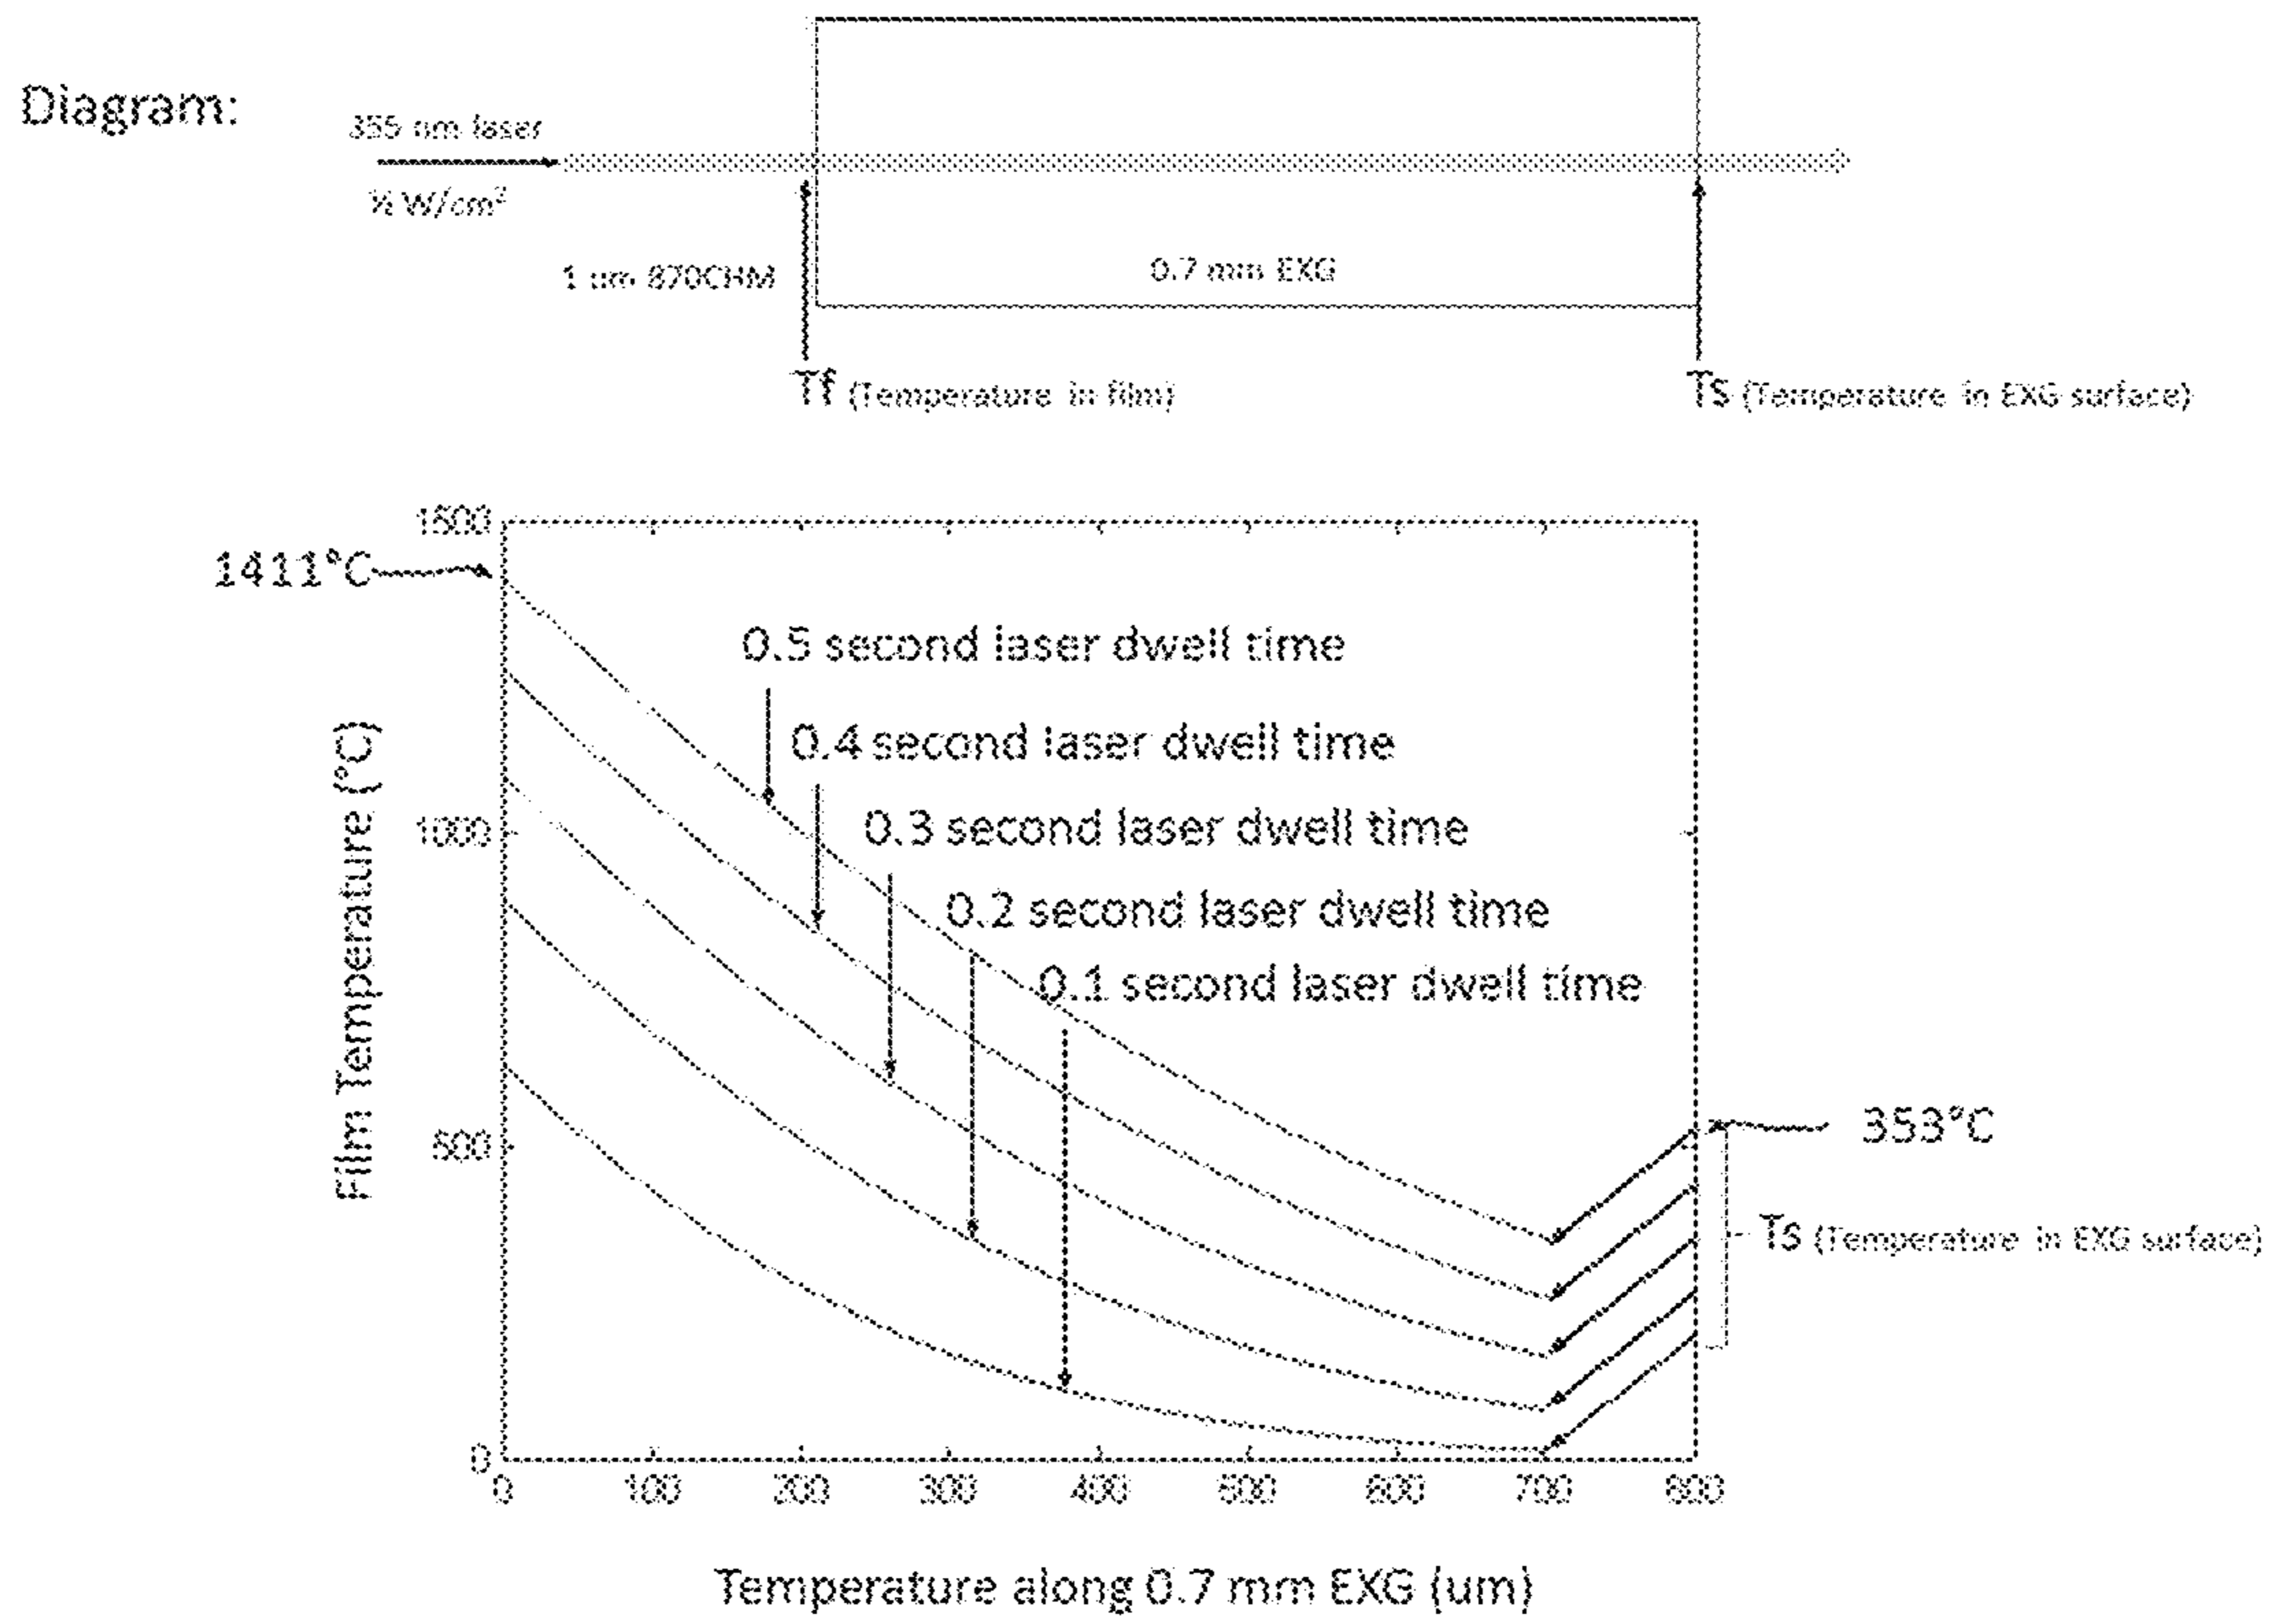 Diagram:
355 nm laser
½ W/cm²
1 um 870CHM
0.7 mm EXG
Tf (Temperature in film)
Ts (Temperature in EXG surface)
1500
1411°C
0.5 second laser dwell time
0.4 second laser dwell time
0.3 second laser dwell time
1000
0.2 second laser dwell time
0.1 second laser dwell time
Film Temperature (°C)
353°C
500
Ts (Temperature in EXG surface)
0
0 100 200 300 400 500 600 700 800
Temperature along 0.7 mm EXG (um)